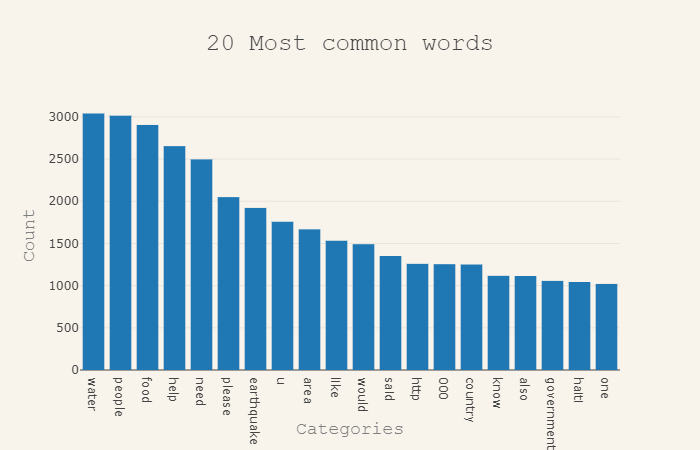 20 Most common words
Count
3000
2500
2000
1500
1000
500
0
water
people
food
help
need
please
earthquake
u
area
like
would
said
http
000
country
know
also
government
haiti
one
Categories